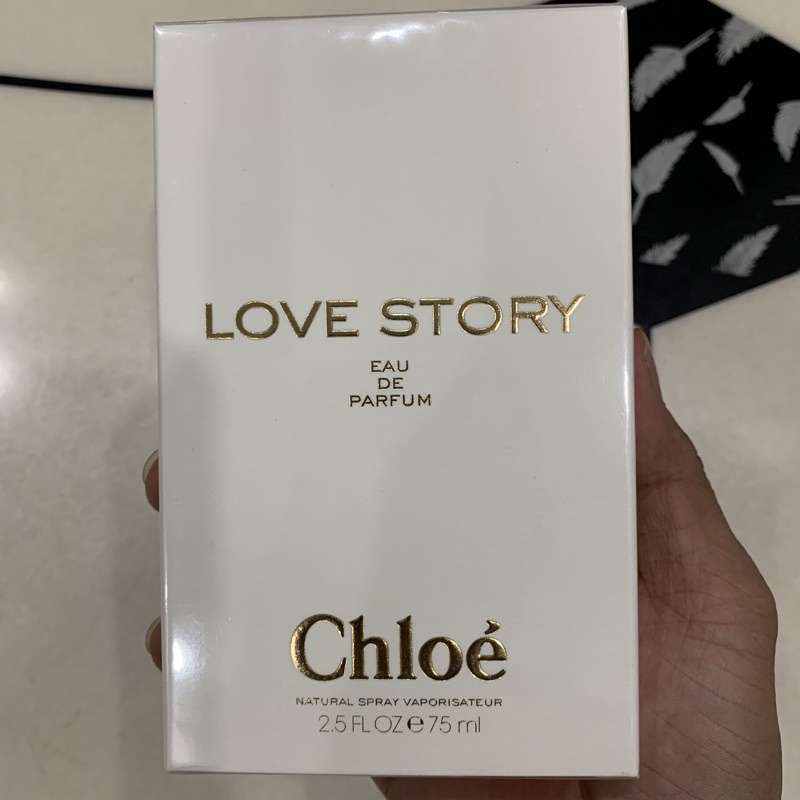 LOVE STORY
EAU
DE
PARFUM
Chloé
NATURAL SPRAY VAPORISATEUR
2.5 FL OZ ℮ 75 ml